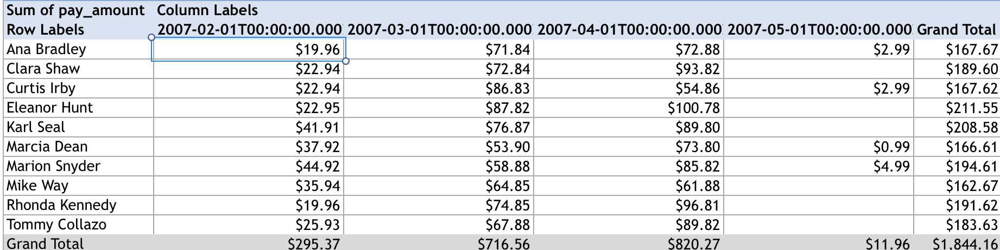 Sum of pay_amount Column Labels
Row Labels 2007-02-01T00:00:00.000 2007-03-01T00:00:00.000 2007-04-01T00:00:00.000 2007-05-01T00:00:00.000 Grand Total
Ana Bradley $19.96 $71.84 $72.88 $2.99 $167.67
Clara Shaw $22.94 $72.84 $93.82 $189.60
Curtis Irby $22.94 $86.83 $54.86 $2.99 $167.62
Eleanor Hunt $22.95 $87.82 $100.78 $211.55
Karl Seal $41.91 $76.87 $89.80 $208.58
Marcia Dean $37.92 $53.90 $73.80 $0.99 $166.61
Marion Snyder $44.92 $58.88 $85.82 $4.99 $194.61
Mike Way $35.94 $64.85 $61.88 $162.67
Rhonda Kennedy $19.96 $74.85 $96.81 $191.62
Tommy Collazo $25.93 $67.88 $89.82 $183.63
Grand Total $295.37 $716.56 $820.27 $11.96 $1,844.16